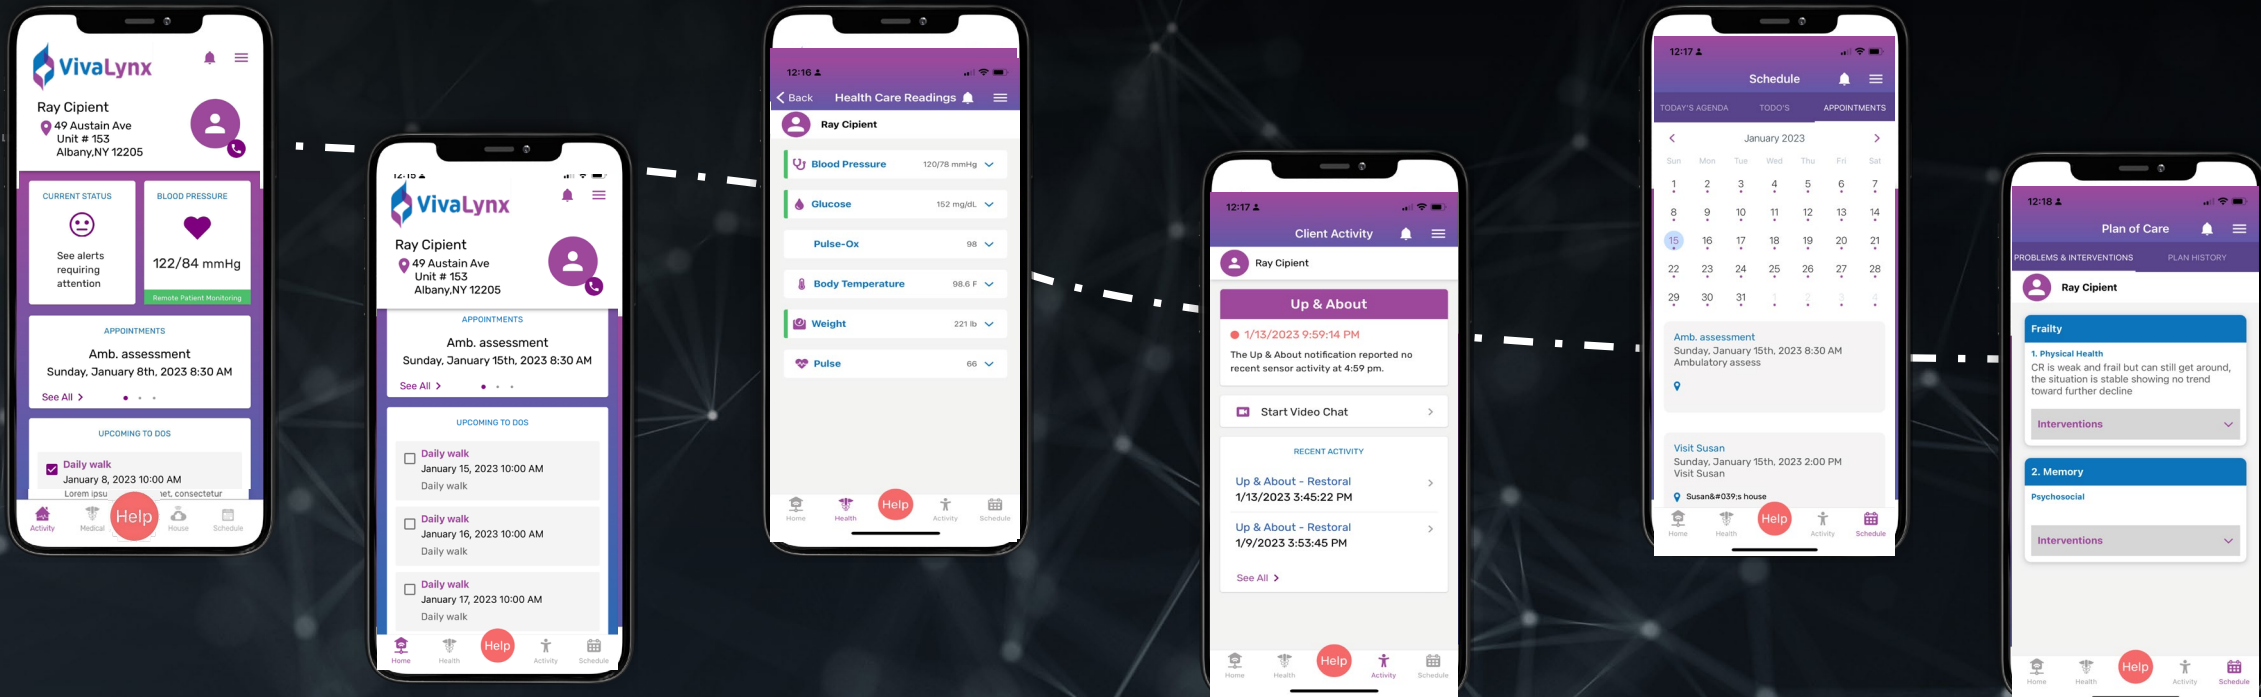 VivaLynx
Ray Cipient
49 Austain Ave
Unit # 153
Albany,NY 12205
CURRENT STATUS
See alerts
requiring
attention
BLOOD PRESSURE
122/84 mmHg
Remote Patient Monitoring
APPOINTMENTS
Amb. assessment
Sunday, January 8th, 2023 8:30 AM
See All >
UPCOMING TO DOS
Daily walk
January 8, 2023 10:00 AM
Lorem ipsu et, consectetur
Activity Medical Help House Schedule
12:15
VivaLynx
Ray Cipient
49 Austain Ave
Unit # 153
Albany,NY 12205
APPOINTMENTS
Amb. assessment
Sunday, January 15th, 2023 8:30 AM
See All >
UPCOMING TO DOS
Daily walk
January 15, 2023 10:00 AM
Daily walk
Daily walk
January 16, 2023 10:00 AM
Daily walk
Daily walk
January 17, 2023 10:00 AM
Daily walk
Home Health Help Activity Schedule
12:16
< Back Health Care Readings
Ray Cipient
Blood Pressure 120/78 mmHg
Glucose 152 mg/dL
Pulse-Ox 98
Body Temperature 98.6 F
Weight 221 lb
Pulse 66
Home Health Help Activity Schedule
12:17
Client Activity
Ray Cipient
Up & About
1/13/2023 9:59:14 PM
The Up & About notification reported no
recent sensor activity at 4:59 pm.
Start Video Chat >
RECENT ACTIVITY
Up & About - Restoral >
1/13/2023 3:45:22 PM
Up & About - Restoral >
1/9/2023 3:53:45 PM
See All >
Home Health Help Activity Schedule
12:17
Schedule
TODAY'S AGENDA TODO'S APPOINTMENTS
< January 2023 >
Sun Mon Tue Wed Thu Fri Sat
1 2 3 4 5 6 7
8 9 10 11 12 13 14
15 16 17 18 19 20 21
22 23 24 25 26 27 28
29 30 31 1 2 3 4
Amb. assessment
Sunday, January 15th, 2023 8:30 AM
Ambulatory assess
Visit Susan
Sunday, January 15th, 2023 2:00 PM
Visit Susan
Susan&#039;s house
Home Health Help Activity Schedule
12:18
Plan of Care
PROBLEMS & INTERVENTIONS PLAN HISTORY
Ray Cipient
Frailty
1. Physical Health
CR is weak and frail but can still get around,
the situation is stable showing no trend
toward further decline
Interventions
2. Memory
Psychosocial
Interventions
Home Health Help Activity Schedule